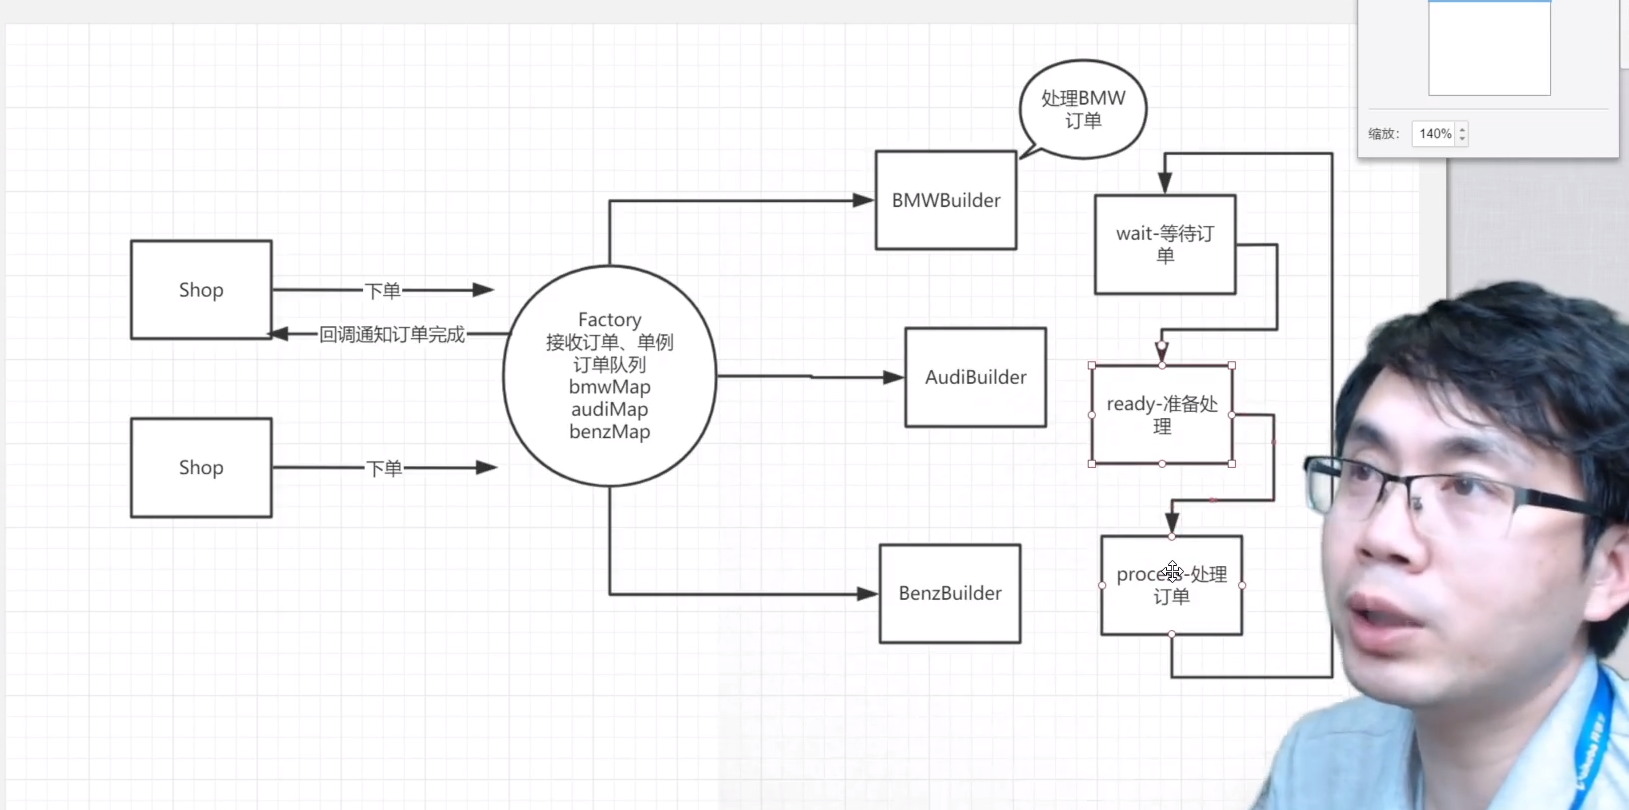 缩放：
140%
处理BMW
订单
BMWBuilder
wait-等待订
单
Shop
下单
回调通知订单完成
Factory
接收订单、单例
订单队列
bmwMap
audiMap
benzMap
AudiBuilder
ready-准备处
理
Shop
下单
BenzBuilder
process-处理
订单